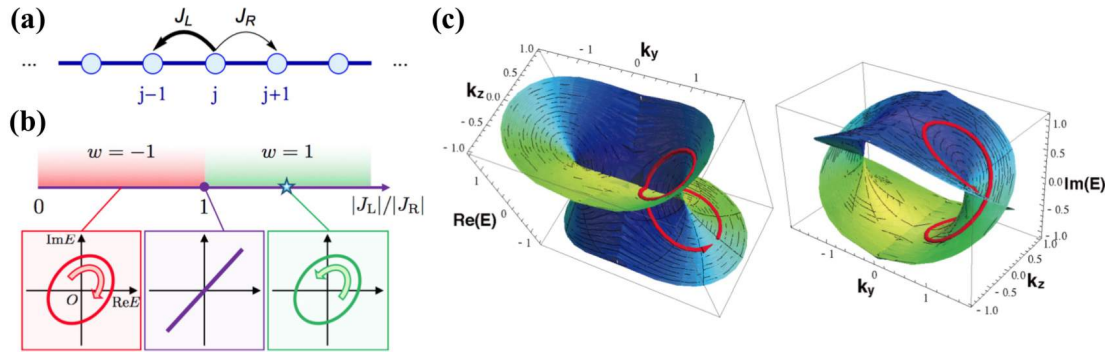 (a)
J_L J_R
... ...
j-1 j j+1
(b)
w = −1 w = 1
0 1 |J_L|/|J_R|
ImE
O ReE
(c)
-1 0 1
k_y
1.0
0.5
k_z 0.0
-0.5
-1.0
1
0
-1
Re(E)
1.0
0.5
0.0
Im(E)
-0.5
-1.0
-1 0 1
k_y
1.0
0.5
0.0
-0.5
-1.0
k_z